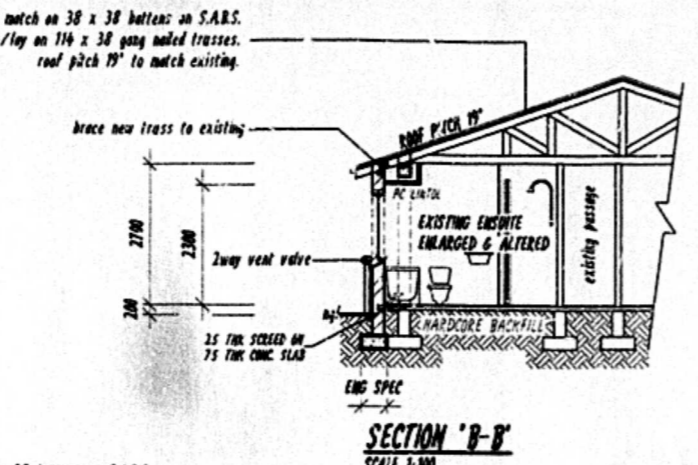 match on 38 x 38 battens on S.A.B.S.
/lay on 114 x 38 gang nailed trusses.
roof pitch 19° to match existing.
brace new truss to existing
ROOF PITCH 19°
PC LINTOL
EXISTING ENSUITE
ENLARGED & ALTERED
existing passage
2700
2300
200
2way vent valve
ngl
25 THK SCREED ON
75 THK CONC. SLAB
HARDCORE BACKFILL
ENG SPEC
SECTION 'B-B'
SCALE 1:100